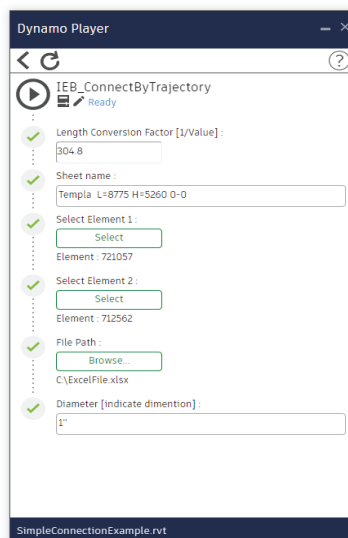 Dynamo Player
IEB_ConnectByTrajectory
Ready
Length Conversion Factor [1/Value] :
304.8
Sheet name :
Templa L=8775 H=5260 0-0
Select Element 1 :
Select
Element : 721057
Select Element 2 :
Select
Element : 712562
File Path :
Browse...
C:\ExcelFile.xlsx
Diameter [indicate dimention] :
1"
SimpleConnectionExample.rvt